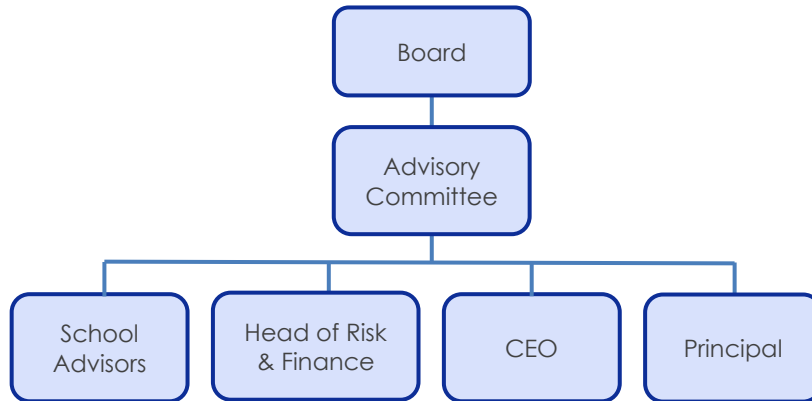 Board
Advisory
Committee
School
Advisors
Head of Risk
& Finance
CEO
Principal